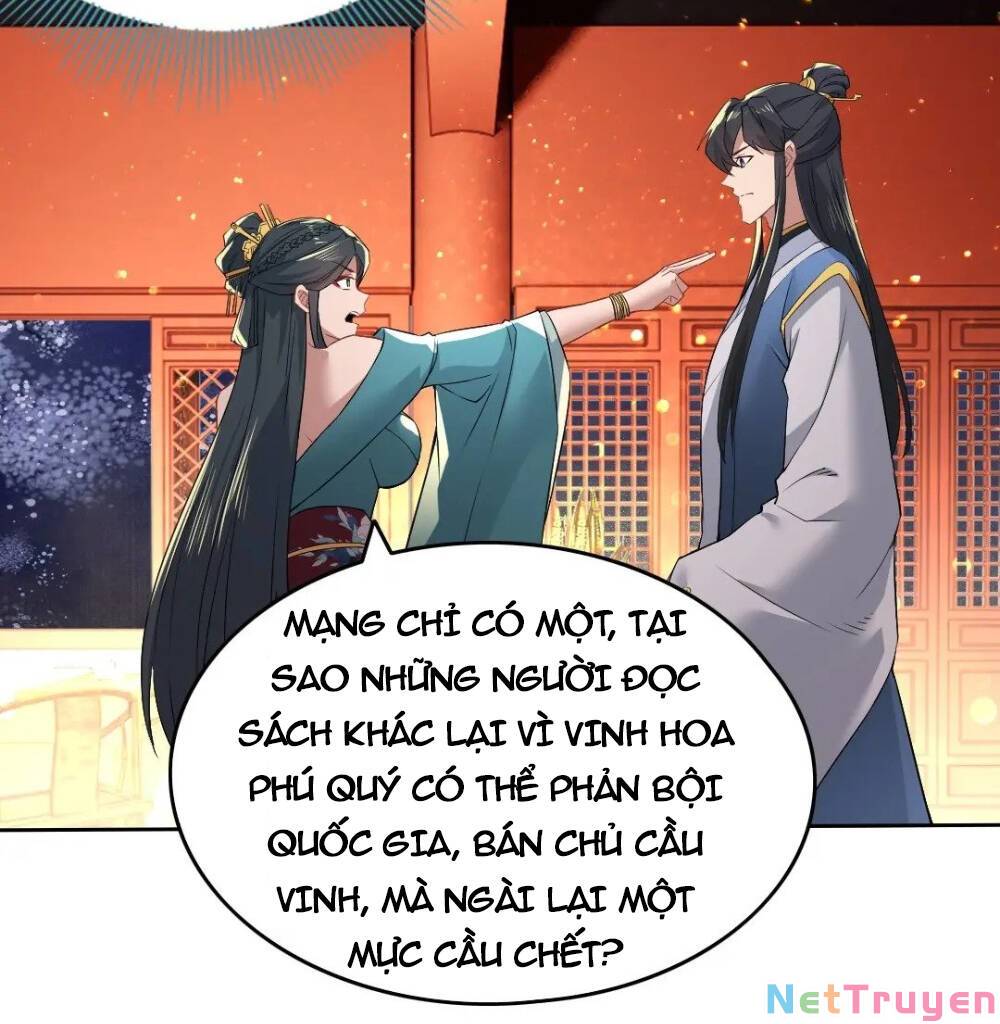 MẠNG CHỈ CÓ MỘT, TẠI
SAO NHỮNG NGƯỜI ĐỌC
SÁCH KHÁC LẠI VÌ VINH HOA
PHÚ QUÝ CÓ THỂ PHẢN BỘI
QUỐC GIA, BÁN CHỦ CẦU
VINH, MÀ NGÀI LẠI MỘT
MỰC CẦU CHẾT?
NetTruyen